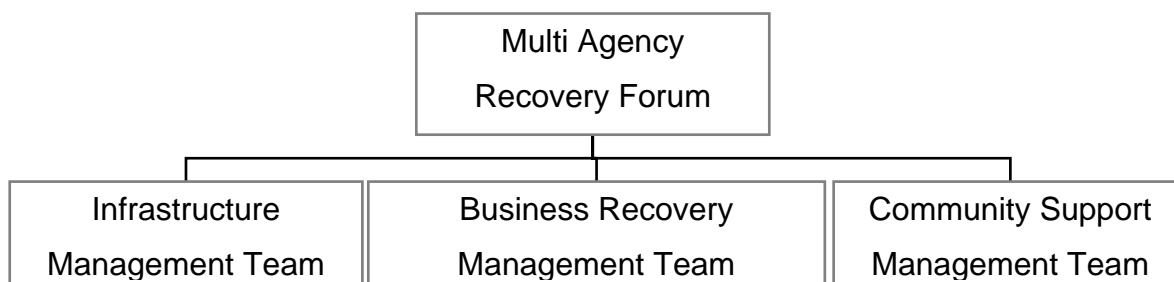 Multi Agency
Recovery Forum
Infrastructure
Management Team
Business Recovery
Management Team
Community Support
Management Team